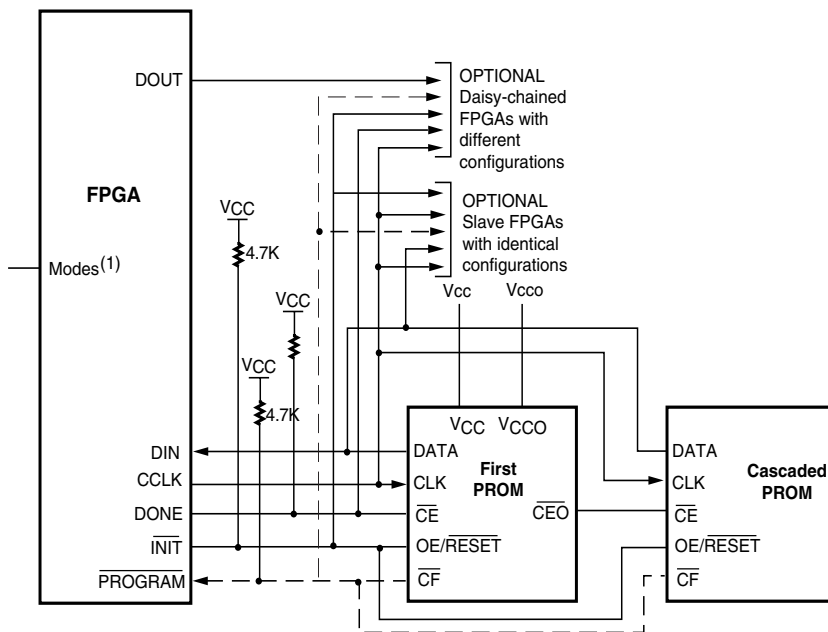 DOUT
OPTIONAL
Daisy-chained
FPGAs with
different
configurations
FPGA
VCC
4.7K
OPTIONAL
Slave FPGAs
with identical
configurations
Modes(1)
Vcc
Vcco
VCC
VCC
4.7K
VCC
VCCO
DIN
DATA
DATA
First
PROM
Cascaded
PROM
CCLK
CLK
CLK
DONE
CE
CEO
CE
INIT
OE/RESET
OE/RESET
PROGRAM
CF
CF